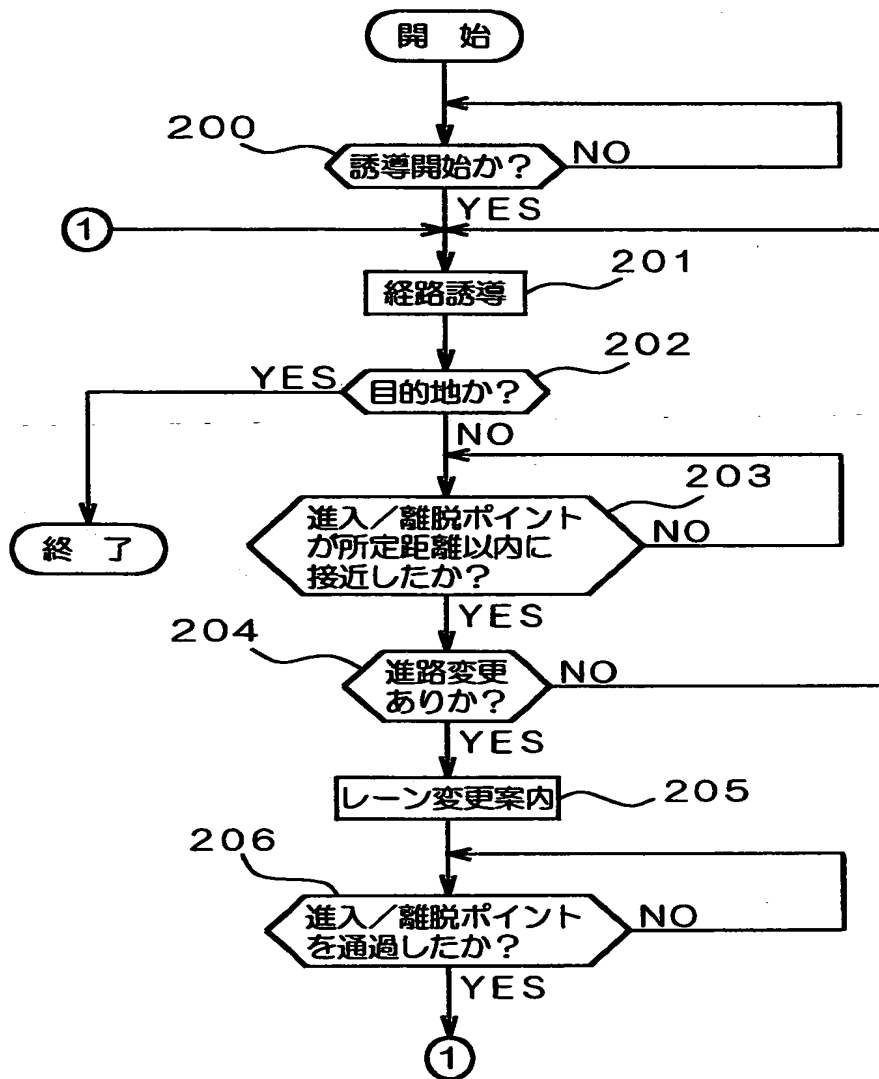 開 始
200
誘導開始か?
NO
YES
①
201
経路誘導
202
YES
目的地か?
NO
203
進入/離脱ポイント
が所定距離以内に
接近したか?
NO
終 了
YES
204
進路変更
ありか?
NO
YES
レーン変更案内
205
206
進入/離脱ポイント
を通過したか?
NO
YES
①